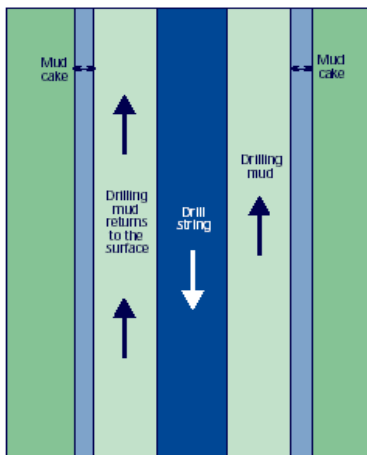 Mud
cake
Mud
cake
Drilling
mud
Drilling
mud
returns
to the
surface
Drill
string